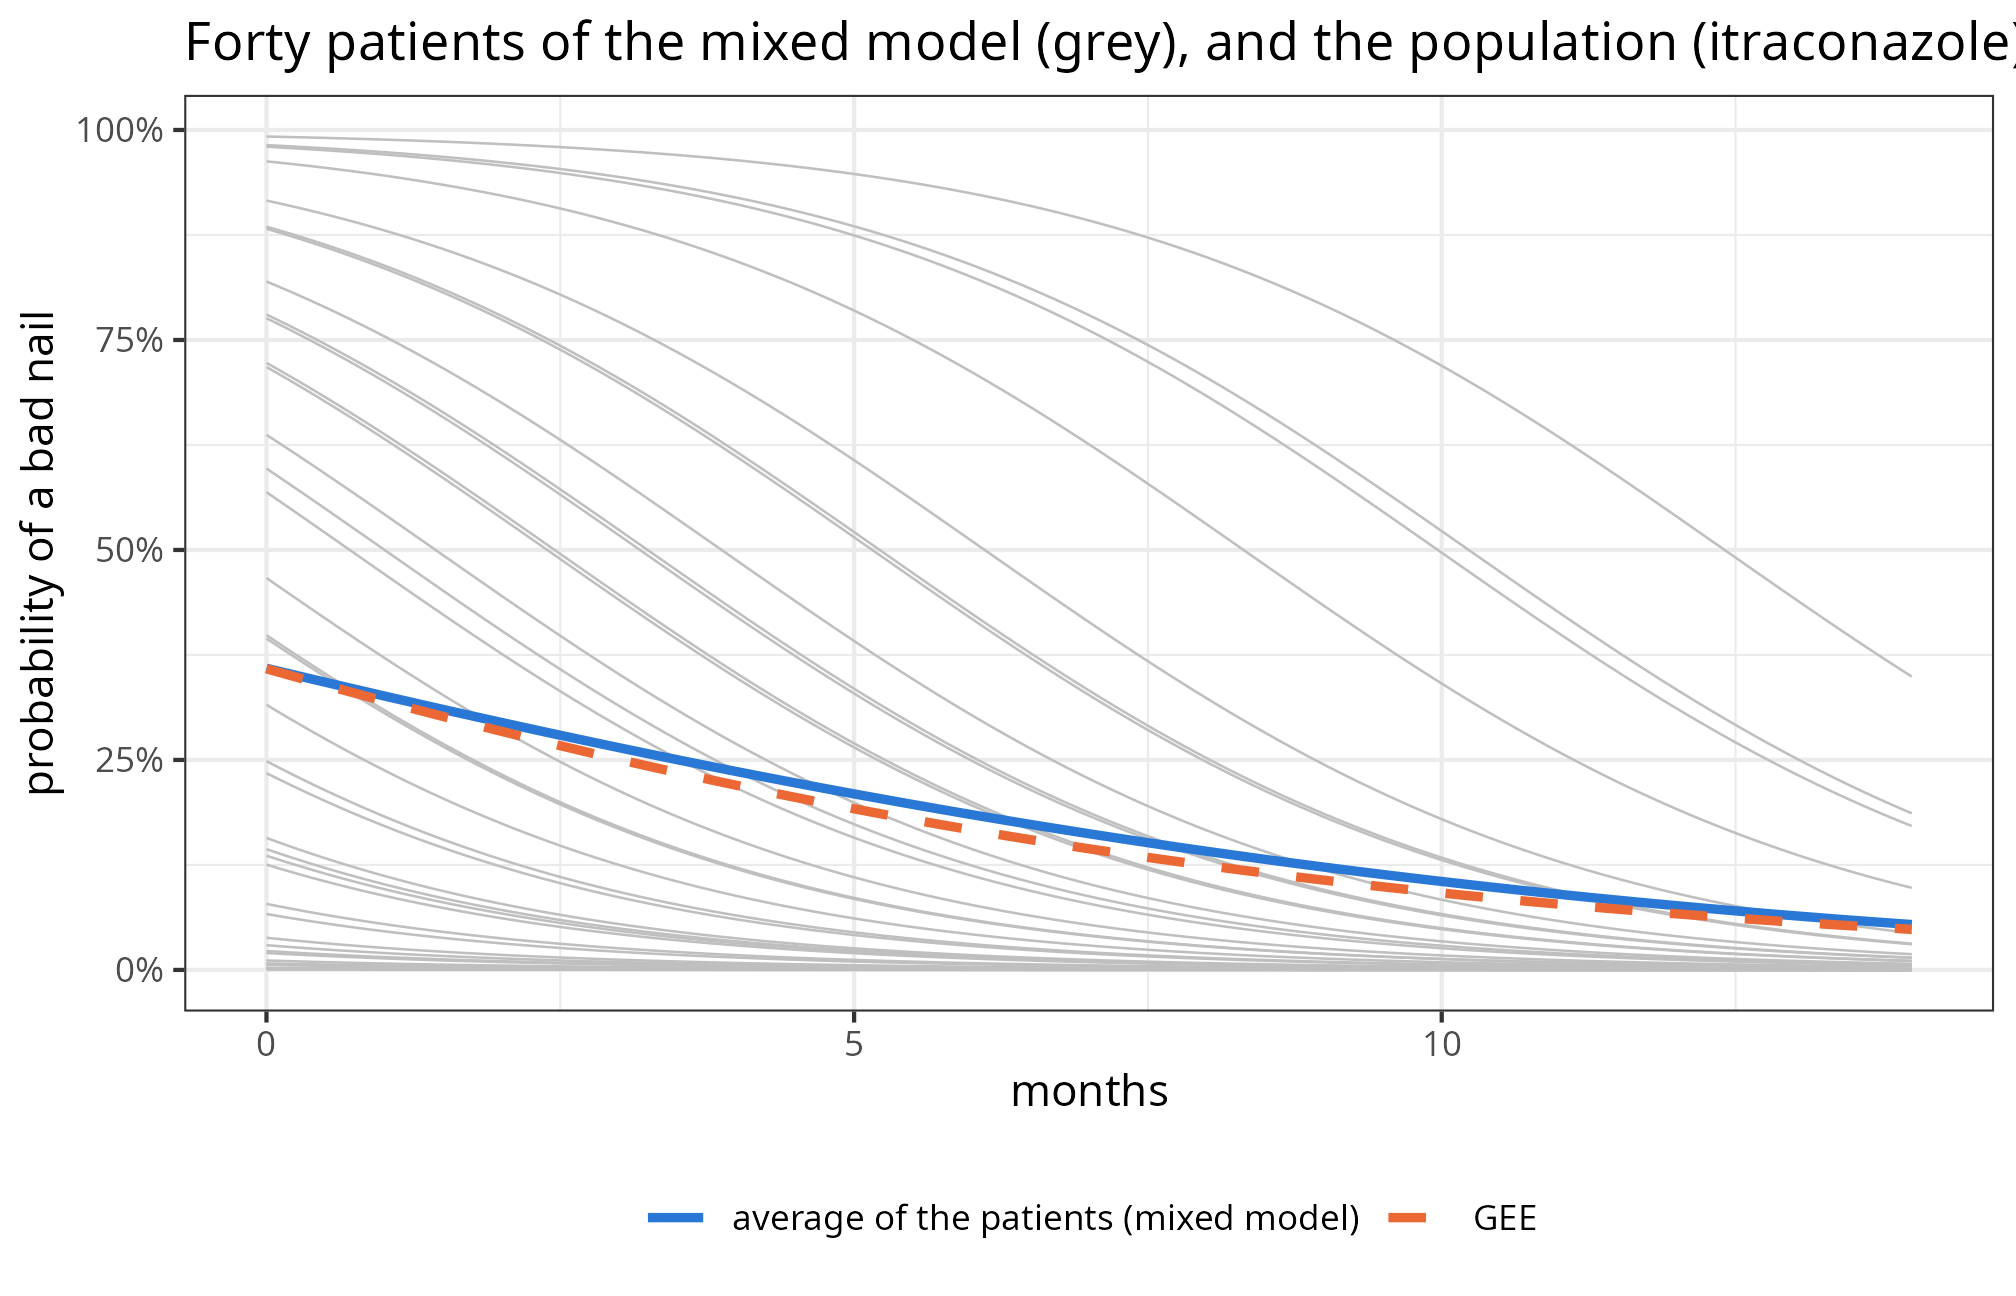 Forty patients of the mixed model (grey), and the population (itraconazole)
probability of a bad nail
100%
75%
50%
25%
0%
0 5 10
months
average of the patients (mixed model) GEE